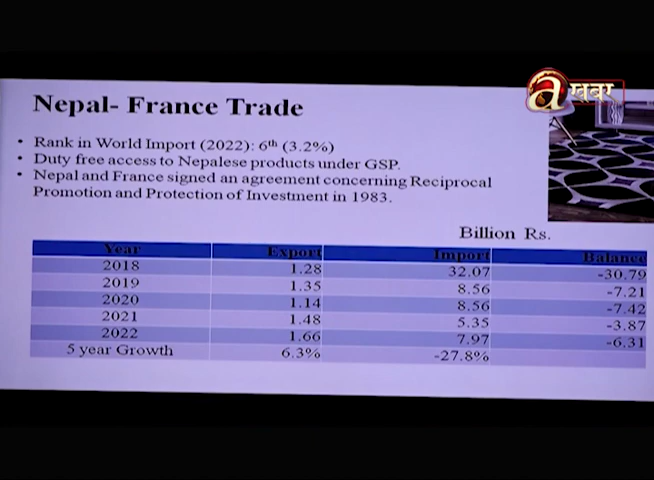 a खबर
Nepal- France Trade
• Rank in World Import (2022): 6th (3.2%)
• Duty free access to Nepalese products under GSP.
• Nepal and France signed an agreement concerning Reciprocal
Promotion and Protection of Investment in 1983.
Billion Rs.
Year Export Import Balance
2018 1.28 32.07 -30.79
2019 1.35 8.56 -7.21
2020 1.14 8.56 -7.42
2021 1.48 5.35 -3.87
2022 1.66 7.97 -6.31
5 year Growth 6.3% -27.8%